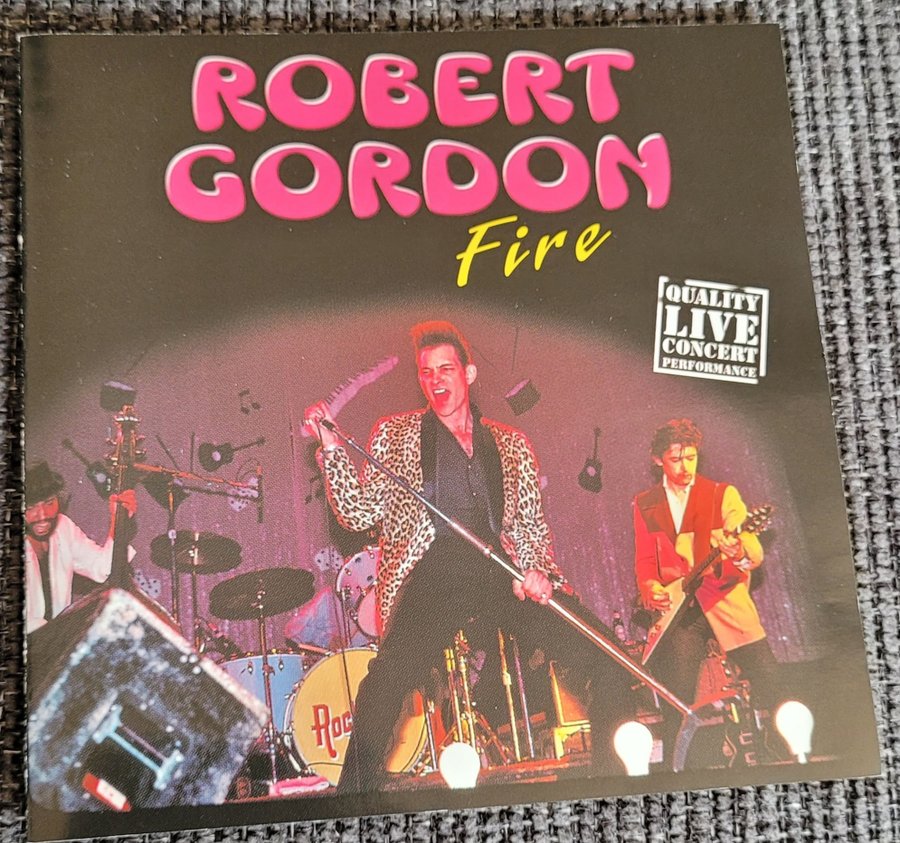 ROBERT
GORDON
Fire
QUALITY
LIVE
CONCERT
PERFORMANCE